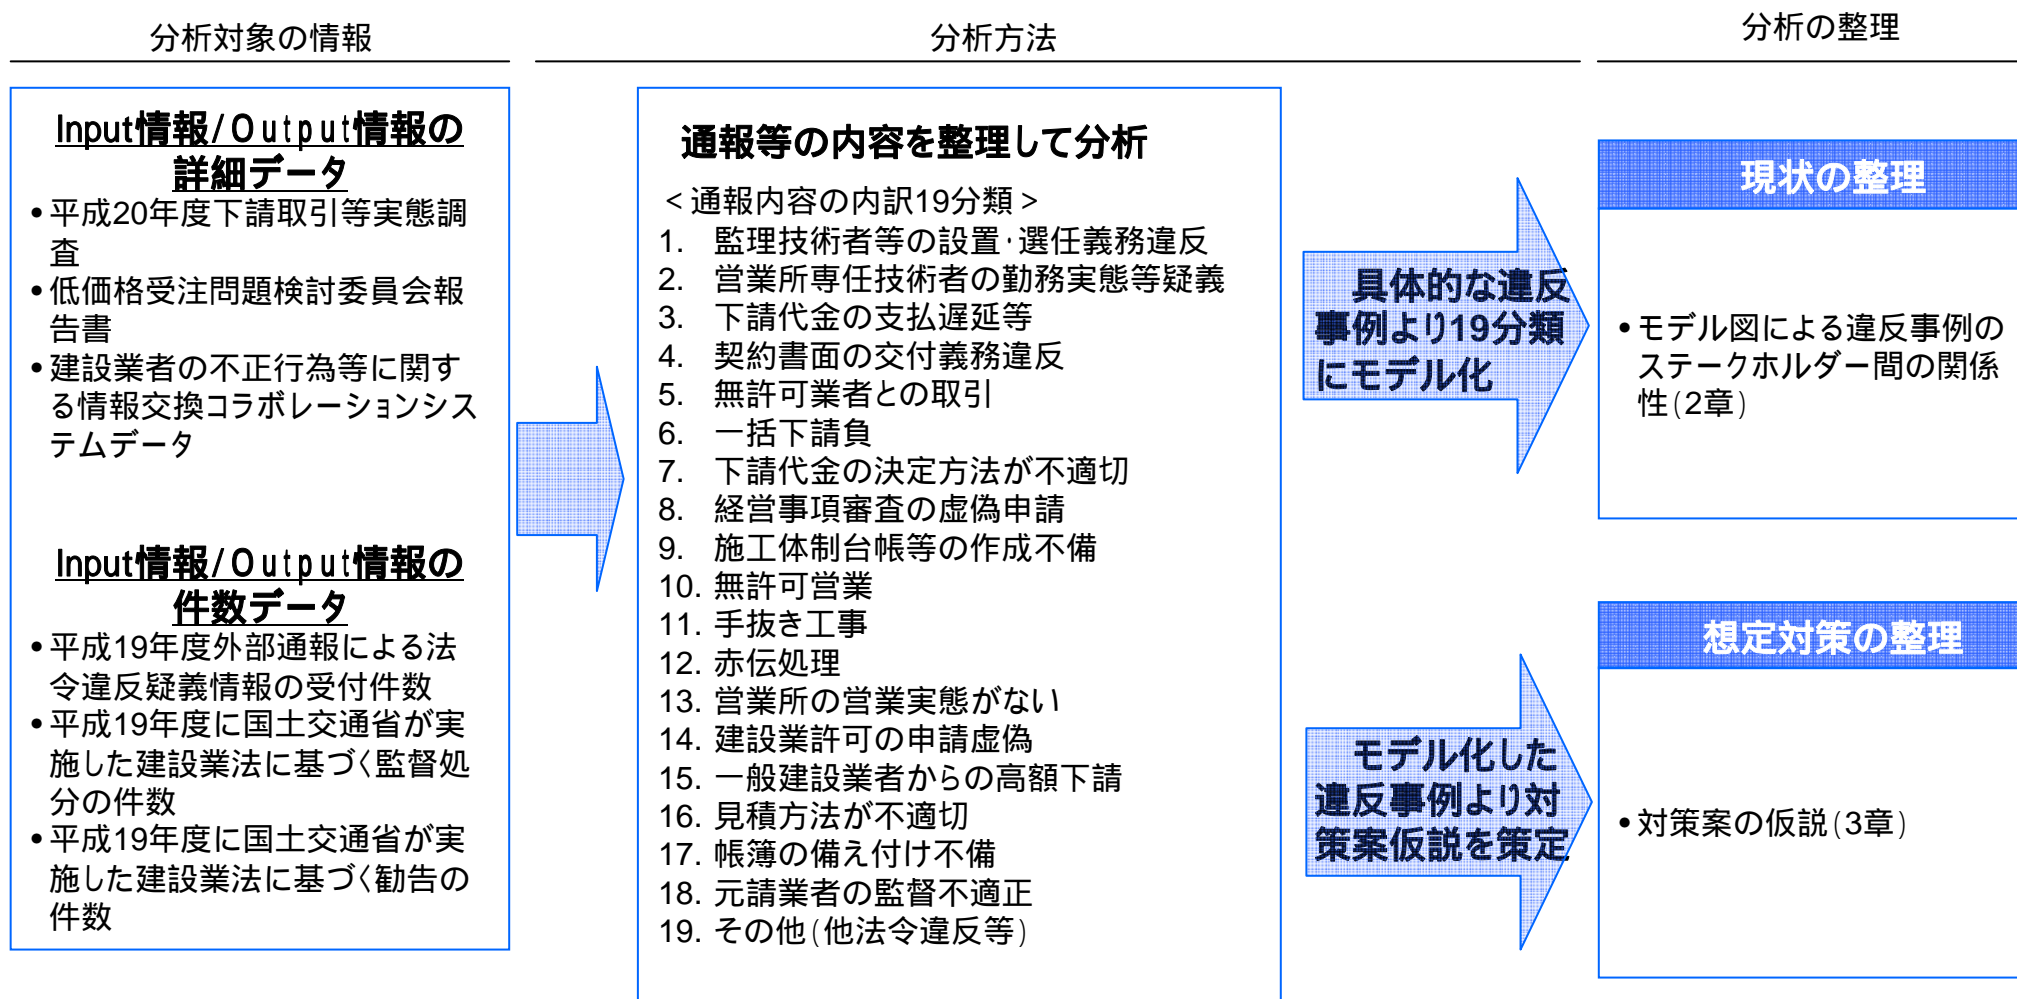 分析対象の情報
分析方法
分析の整理
Input情報/Output情報の
詳細データ
•平成20年度下請取引等実態調
査
•低価格受注問題検討委員会報
告書
•建設業者の不正行為等に関す
る情報交換コラボレーションシス
テムデータ
Input情報/Output情報の
件数データ
•平成19年度外部通報による法
令違反疑義情報の受付件数
•平成19年度に国土交通省が実
施した建設業法に基づく監督処
分の件数
•平成19年度に国土交通省が実
施した建設業法に基づく勧告の
件数
通報等の内容を整理して分析
＜通報内容の内訳19分類＞
1. 監理技術者等の設置･選任義務違反
2. 営業所専任技術者の勤務実態等疑義
3. 下請代金の支払遅延等
4. 契約書面の交付義務違反
5. 無許可業者との取引
6. 一括下請負
7. 下請代金の決定方法が不適切
8. 経営事項審査の虚偽申請
9. 施工体制台帳等の作成不備
10. 無許可営業
11. 手抜き工事
12. 赤伝処理
13. 営業所の営業実態がない
14. 建設業許可の申請虚偽
15. 一般建設業者からの高額下請
16. 見積方法が不適切
17. 帳簿の備え付け不備
18. 元請業者の監督不適正
19. その他(他法令違反等)
具体的な違反
事例より19分類
にモデル化
モデル化した
違反事例より対
策案仮説を策定
現状の整理
•モデル図による違反事例の
ステークホルダー間の関係
性(2章)
想定対策の整理
•対策案の仮説(3章)